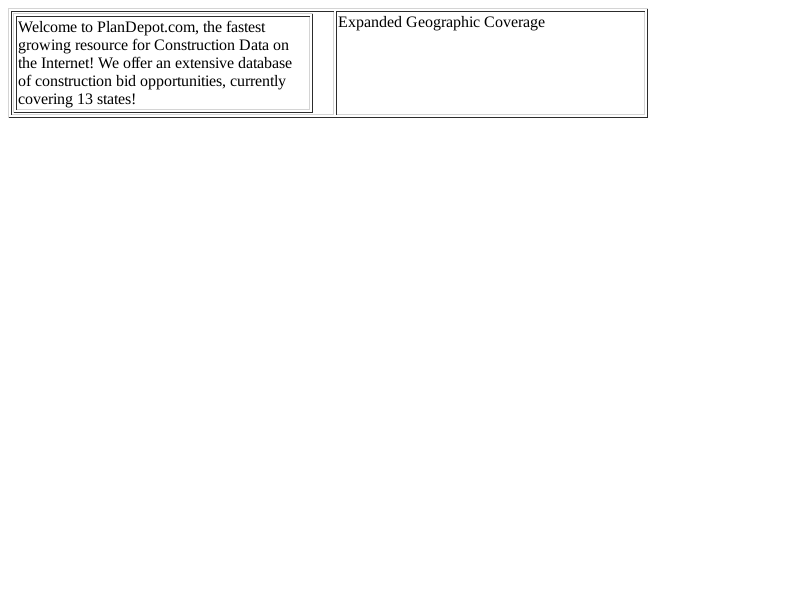 Welcome to PlanDepot.com, the fastest
growing resource for Construction Data on
the Internet! We offer an extensive database
of construction bid opportunities, currently
covering 13 states!
Expanded Geographic Coverage